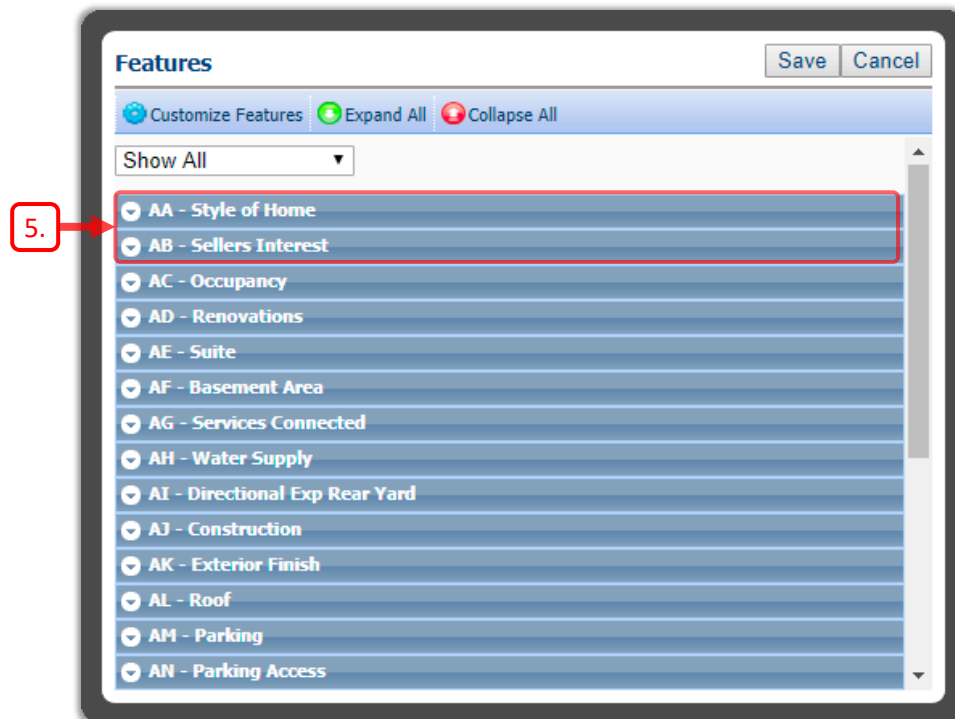 Features
Save Cancel
Customize Features Expand All Collapse All
Show All
5.
AA - Style of Home
AB - Sellers Interest
AC - Occupancy
AD - Renovations
AE - Suite
AF - Basement Area
AG - Services Connected
AH - Water Supply
AI - Directional Exp Rear Yard
AJ - Construction
AK - Exterior Finish
AL - Roof
AM - Parking
AN - Parking Access